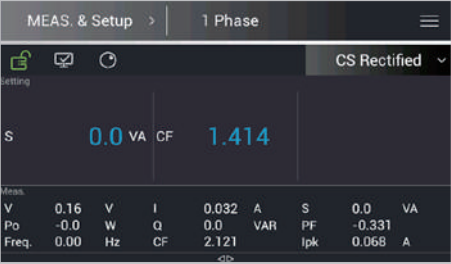 MEAS. & Setup > 1 Phase
CS Rectified
Setting
S 0.0 VA CF 1.414
Meas.
V 0.16 V I 0.032 A S 0.0 VA
Po -0.0 W Q 0.0 VAR PF -0.331
Freq. 0.00 Hz CF 2.121 Ipk 0.068 A